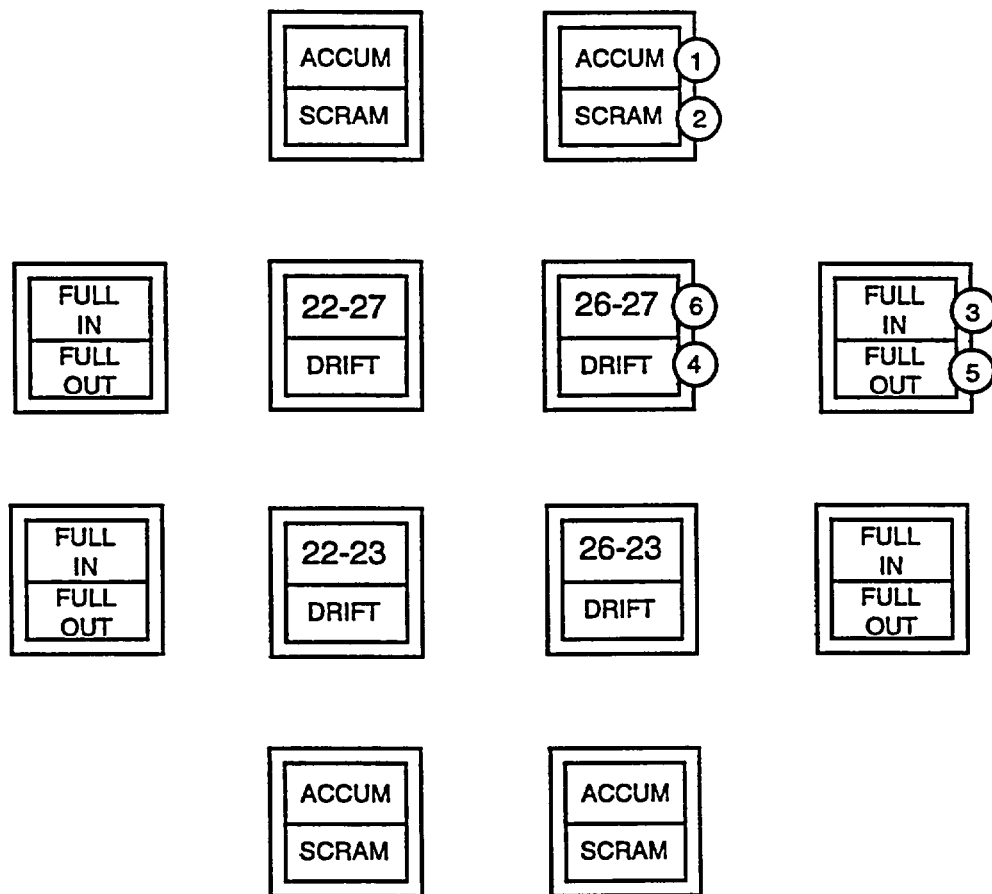 ACCUM
SCRAM
ACCUM 1
SCRAM 2
FULL
IN
FULL
OUT
22-27
DRIFT
26-27 6
DRIFT 4
FULL
IN 3
FULL
OUT 5
FULL
IN
FULL
OUT
22-23
DRIFT
26-23
DRIFT
FULL
IN
FULL
OUT
ACCUM
SCRAM
ACCUM
SCRAM